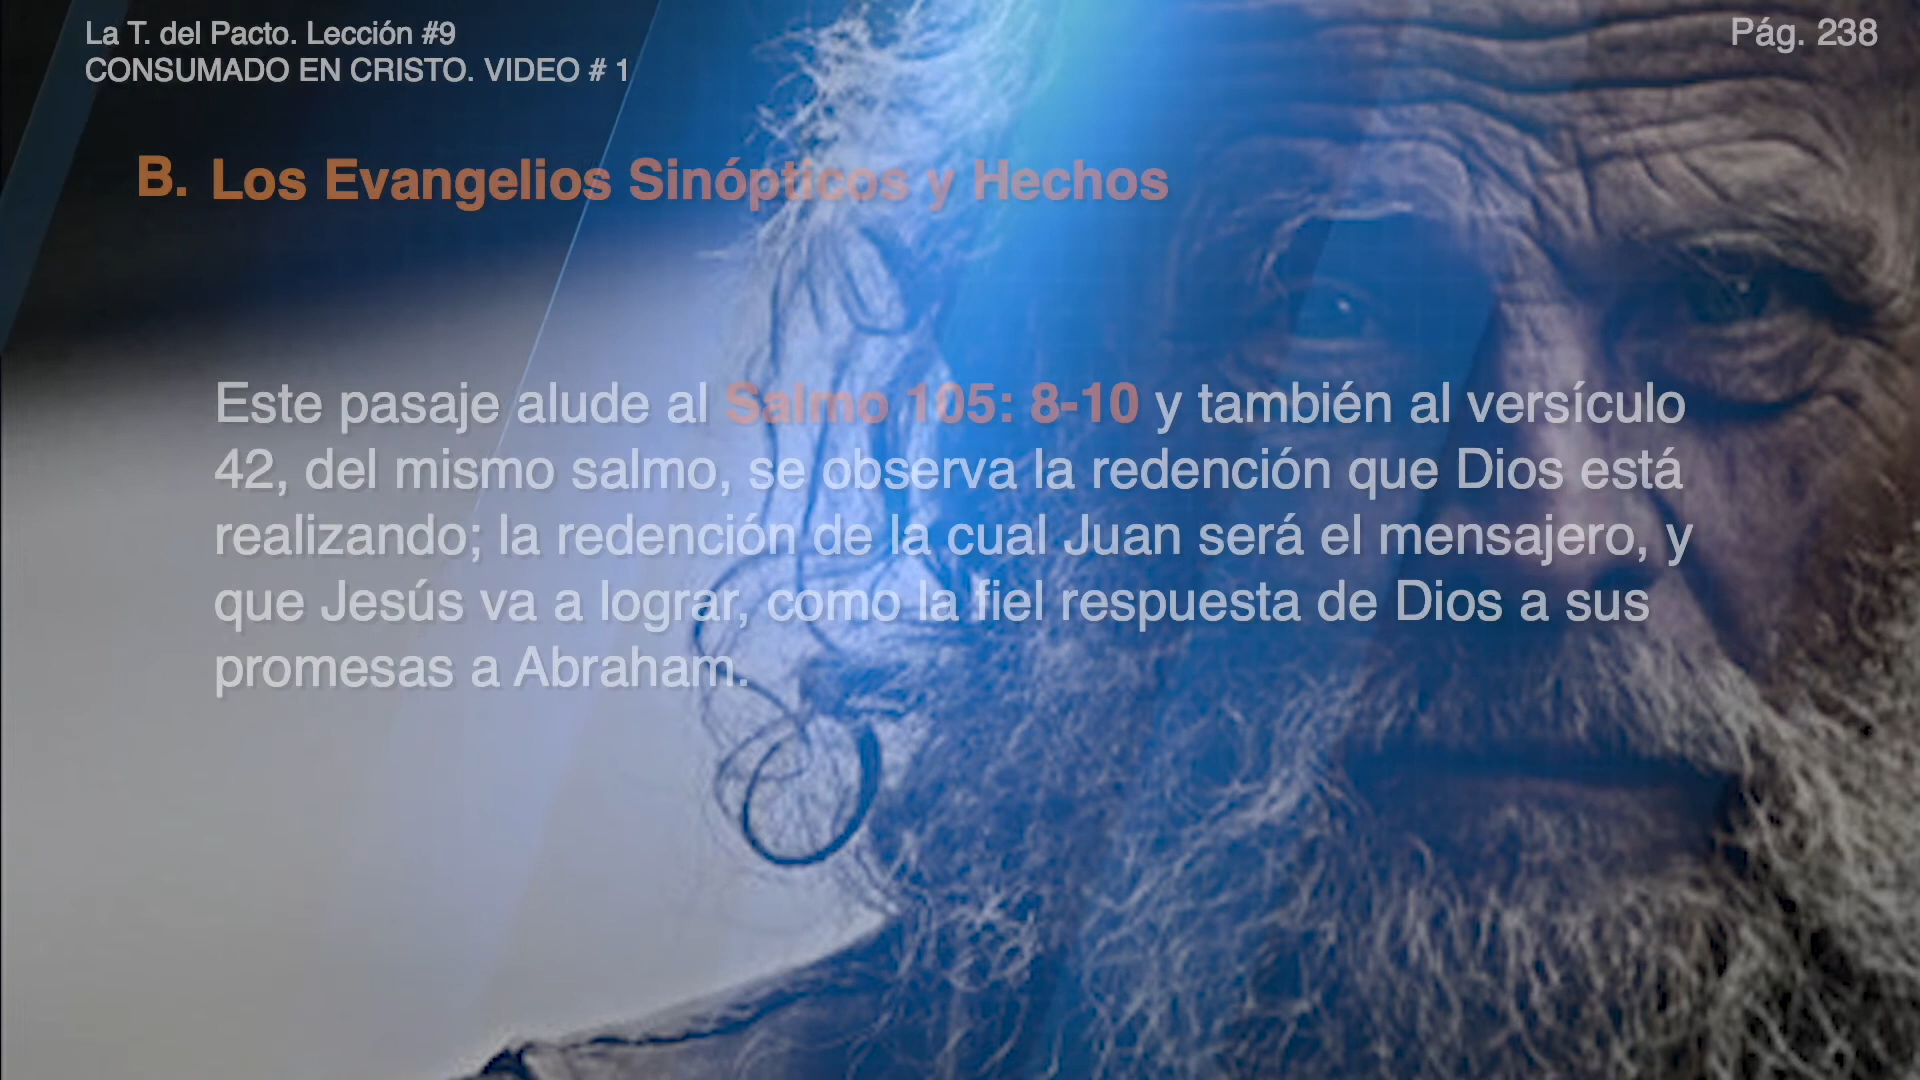 La T. del Pacto. Lección #9
CONSUMADO EN CRISTO. VIDEO # 1
Pág. 238
B. Los Evangelios Sinópticos y Hechos
Este pasaje alude al Salmo 105: 8-10 y también al versículo
42, del mismo salmo, se observa la redención que Dios está
realizando; la redención de la cual Juan será el mensajero, y
que Jesús va a lograr, como la fiel respuesta de Dios a sus
promesas a Abraham.